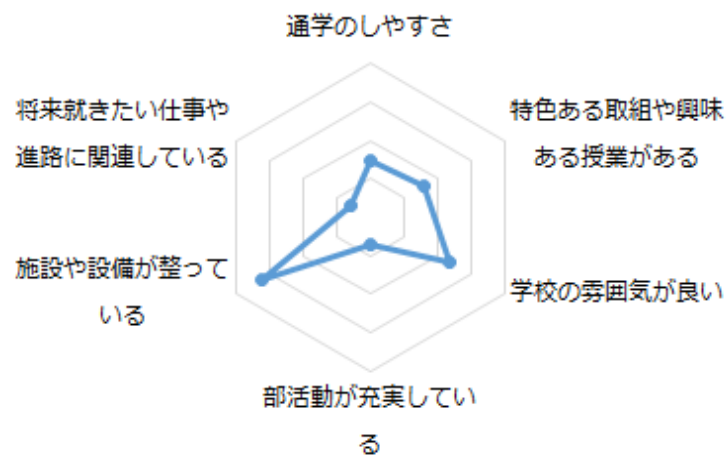 通学のしやすさ
特色ある取組や興味
ある授業がある
学校の雰囲気が良い
部活動が充実してい
る
施設や設備が整って
いる
将来就きたい仕事や
進路に関連している